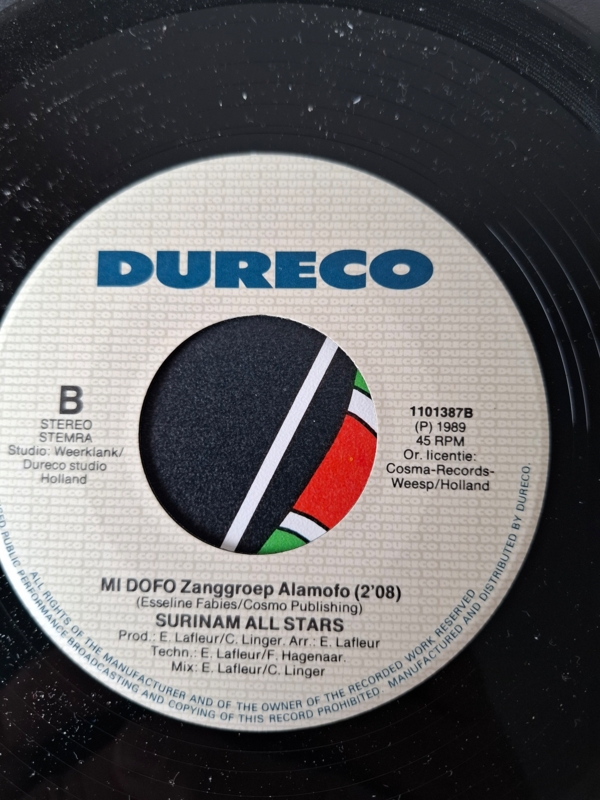 DURECO
B
STEREO
STEMRA
Studio: Weerklank/
Dureco studio
Holland
1101387B
(P) 1989
45 RPM
Or. licentie:
Cosma-Records-
Weesp/Holland
MI DOFO Zanggroep Alamofo (2'08)
(Esseline Fabies/Cosmo Publishing)
SURINAM ALL STARS
Prod.: E. Lafleur/C. Linger. Arr.: E. Lafleur
Techn.: E. Lafleur/F. Hagenaar.
Mix: E. Lafleur/C. Linger
ALL RIGHTS OF THE MANUFACTURER AND OF THE OWNER OF THE RECORDED WORK RESERVED
PUBLIC PERFORMANCE BROADCASTING AND COPYING OF THIS RECORD PROHIBITED MANUFACTURED AND DISTRIBUTED BY DURECO.